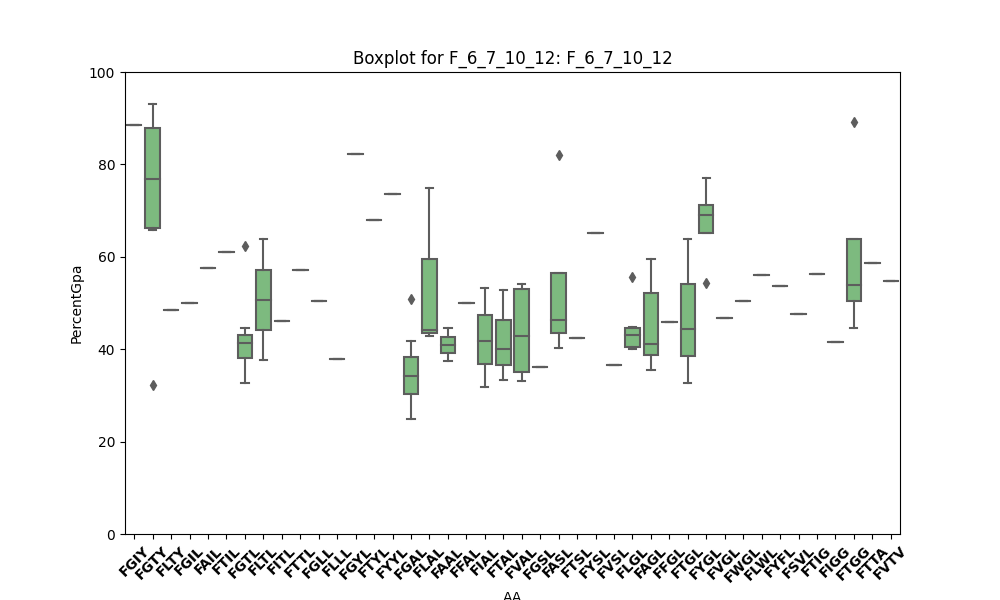 Boxplot for F_6_7_10_12: F_6_7_10_12
100
80
60
40
20
0
PercentGpa
FGIY FGTY FLTY FGIL FAIL FTIL FGTL FLTL FITL FTTL FGLL FLLL FGYL FTYL FYYL FGAL FLAL FAAL FFAL FIAL FTAL FVAL FGSL FASL FTSL FYSL FVSL FLGL FAGL FFGL FTGL FYGL FVGL FWGL FLWL FYFL FSVL FTIG FIGG FTGG FTTA FVTV
AA